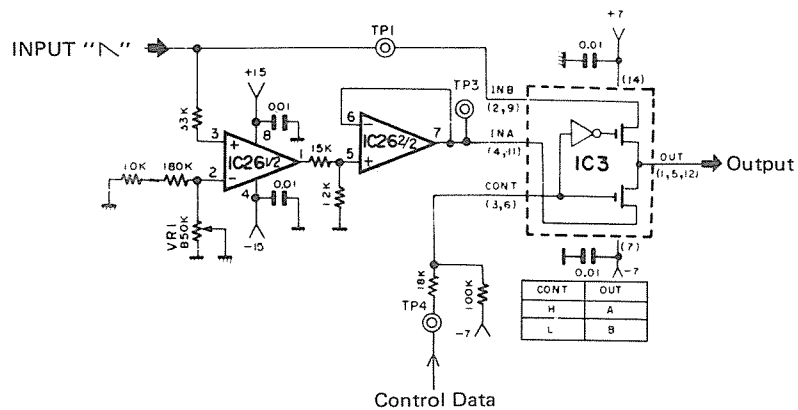 INPUT "N"
TP1
+7
0.01
(14)
+15
33K
3
8
001
+
IC26 1/2
1
15K
5
+
6
−
IC26 2/2
7
TP3
INB
(2,9)
INA
(4,11)
IC3
OUT
(1,5,12)
Output
10K
180K
2
−
4
0.01
-15
12K
VR1
B50K
CONT
(3,6)
(7)
0.01
-7
18K
100K
TP4
-7
CONT OUT
H A
L B
Control Data